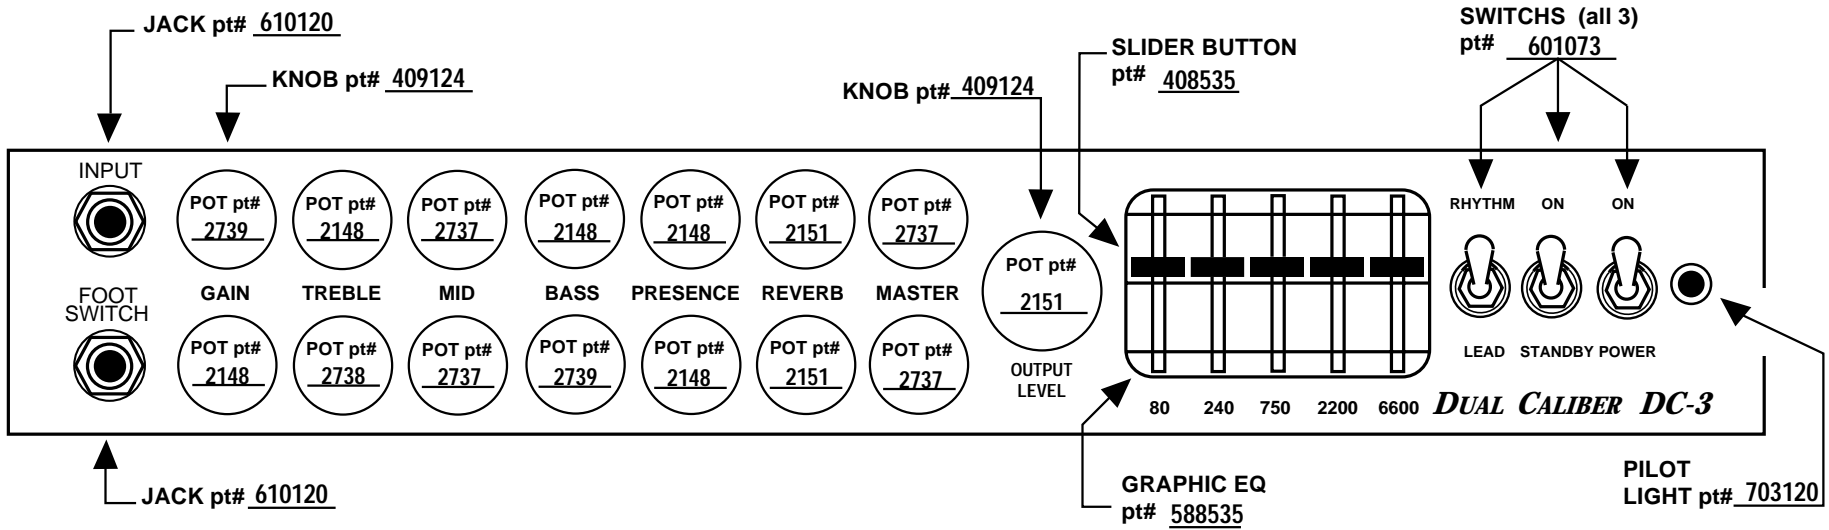 JACK pt# 610120
KNOB pt# 409124
KNOB pt# 409124
SLIDER BUTTON
pt# 408535
SWITCHS (all 3)
pt# 601073
INPUT
POT pt# 2739
POT pt# 2148
POT pt# 2737
POT pt# 2148
POT pt# 2148
POT pt# 2151
POT pt# 2737
RHYTHM ON ON
FOOT
SWITCH
GAIN TREBLE MID BASS PRESENCE REVERB MASTER
POT pt# 2151
OUTPUT
LEVEL
POT pt# 2148
POT pt# 2738
POT pt# 2737
POT pt# 2739
POT pt# 2148
POT pt# 2151
POT pt# 2737
LEAD STANDBY POWER
80 240 750 2200 6600
DUAL CALIBER DC-3
JACK pt# 610120
GRAPHIC EQ
pt# 588535
PILOT
LIGHT pt# 703120